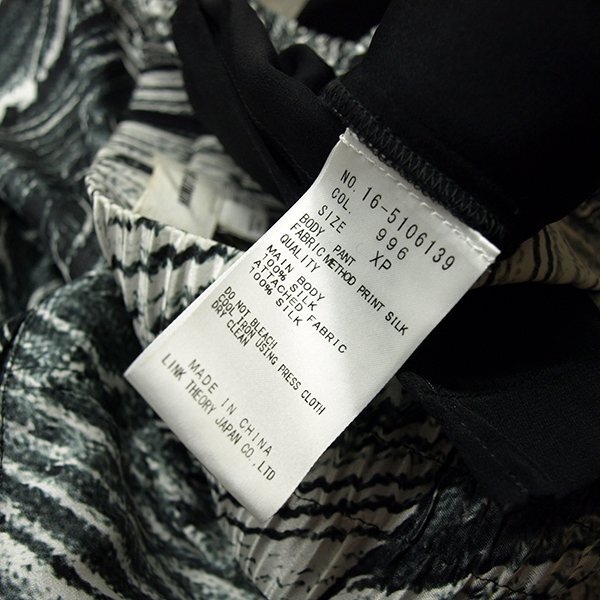 NO. 16-5106139
COL. 996
SIZE XP
BODY PANT
FABRIC METHOD PRINT SILK
QUALITY
MAIN BODY
100% SILK
ATTACHED FABRIC
100% SILK
DO NOT BLEACH
COOL IRON USING PRESS CLOTH
DRY CLEAN
MADE IN CHINA
LINK THEORY JAPAN CO., LTD